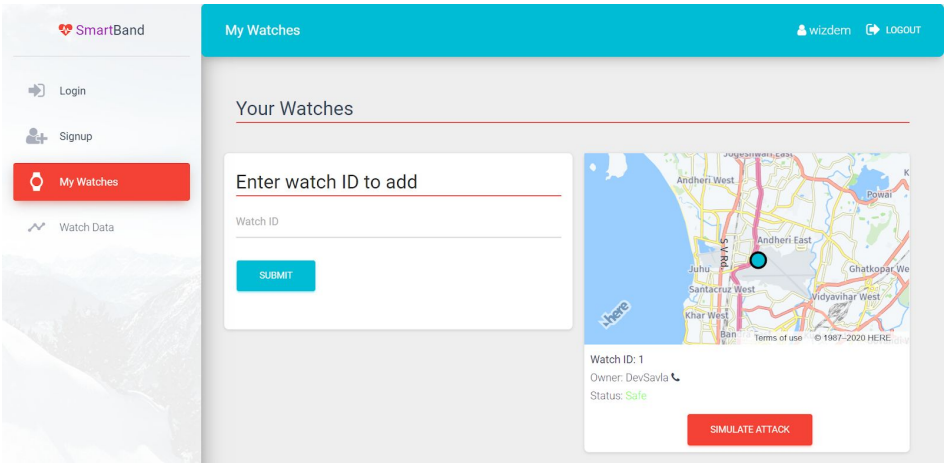 SmartBand
My Watches
wizdem
LOGOUT
Login
Signup
My Watches
Watch Data
Your Watches
Enter watch ID to add
Watch ID
SUBMIT
Jogeshwari East
Andheri West
Powai
Andheri East
S V Rd.
Juhu
Ghatkopar We
Santacruz West
Vidyavihar West
here
Khar West
Ban
Terms of use © 1987–2020 HERE
Watch ID: 1
Owner: DevSavla
Status: Safe
SIMULATE ATTACK